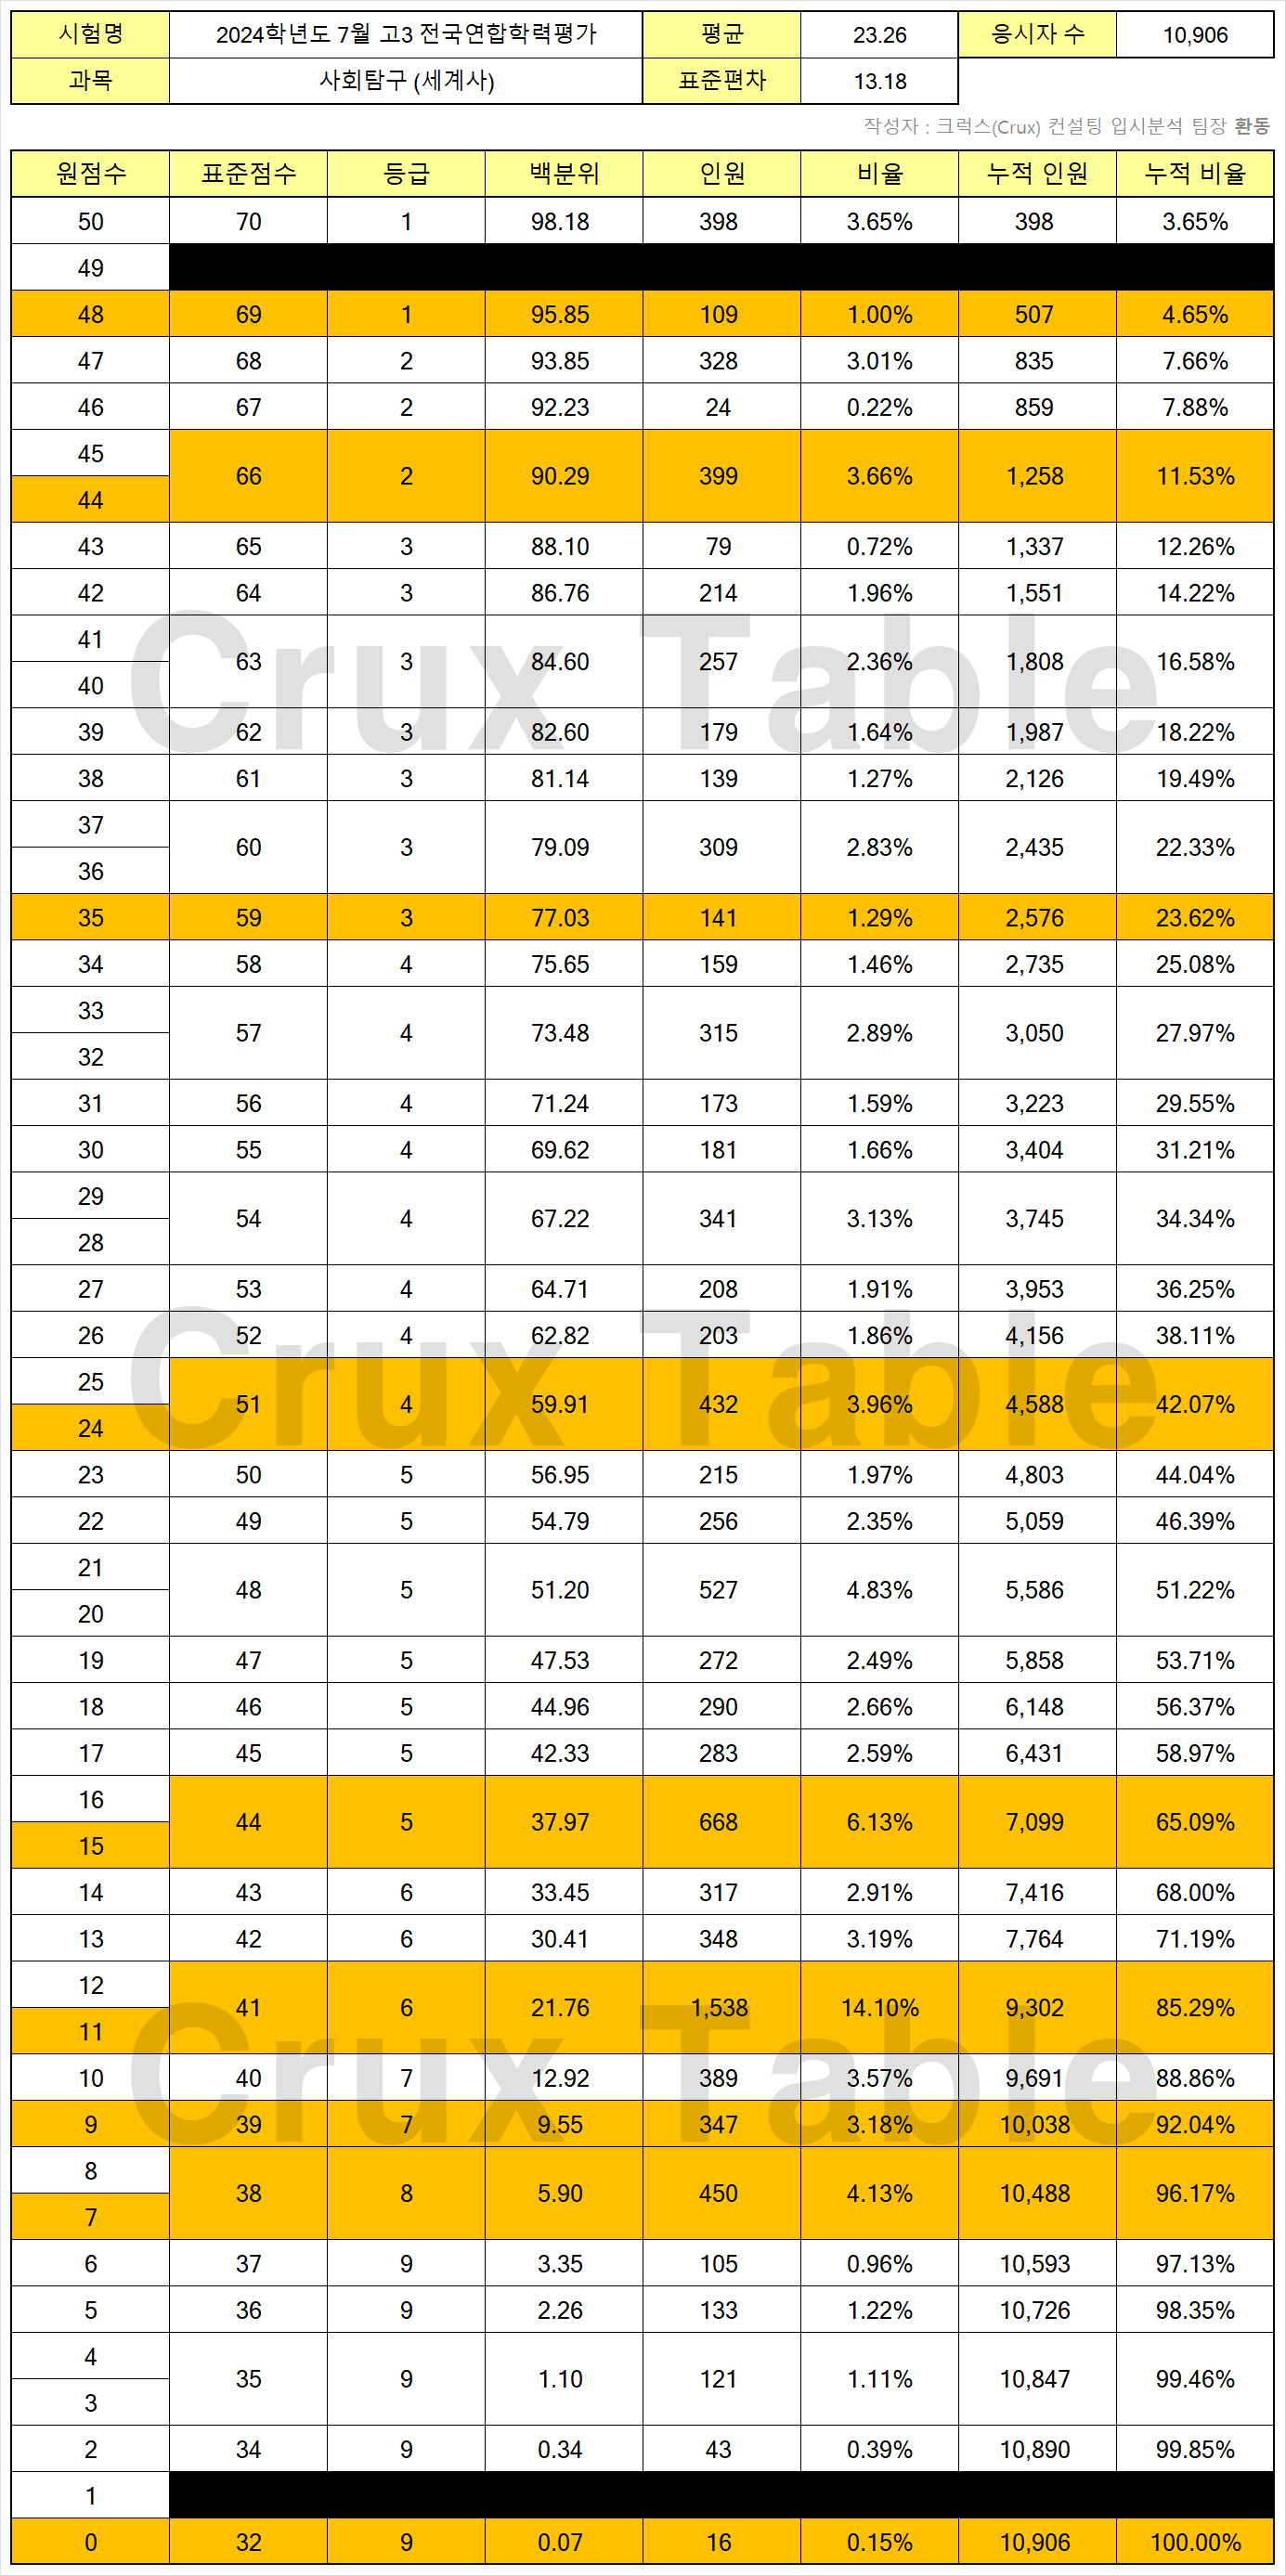 시험명 2024학년도 7월 고3 전국연합학력평가 평균 23.26 응시자 수 10,906
과목 사회탐구 (세계사) 표준편차 13.18
작성자 : 크럭스(Crux) 컨설팅 입시분석 팀장 환동
원점수 표준점수 등급 백분위 인원 비율 누적 인원 누적 비율
50 70 1 98.18 398 3.65% 398 3.65%
49
48 69 1 95.85 109 1.00% 507 4.65%
47 68 2 93.85 328 3.01% 835 7.66%
46 67 2 92.23 24 0.22% 859 7.88%
45
66 2 90.29 399 3.66% 1,258 11.53%
44
43 65 3 88.10 79 0.72% 1,337 12.26%
42 64 3 86.76 214 1.96% 1,551 14.22%
41
63 3 84.60 257 2.36% 1,808 16.58%
40
Crux Table
39 62 3 82.60 179 1.64% 1,987 18.22%
38 61 3 81.14 139 1.27% 2,126 19.49%
37
60 3 79.09 309 2.83% 2,435 22.33%
36
35 59 3 77.03 141 1.29% 2,576 23.62%
34 58 4 75.65 159 1.46% 2,735 25.08%
33
57 4 73.48 315 2.89% 3,050 27.97%
32
31 56 4 71.24 173 1.59% 3,223 29.55%
30 55 4 69.62 181 1.66% 3,404 31.21%
29
54 4 67.22 341 3.13% 3,745 34.34%
28
27 53 4 64.71 208 1.91% 3,953 36.25%
26 52 4 62.82 203 1.86% 4,156 38.11%
Crux Table
25
51 4 59.91 432 3.96% 4,588 42.07%
24
23 50 5 56.95 215 1.97% 4,803 44.04%
22 49 5 54.79 256 2.35% 5,059 46.39%
21
48 5 51.20 527 4.83% 5,586 51.22%
20
19 47 5 47.53 272 2.49% 5,858 53.71%
18 46 5 44.96 290 2.66% 6,148 56.37%
17 45 5 42.33 283 2.59% 6,431 58.97%
16
44 5 37.97 668 6.13% 7,099 65.09%
15
14 43 6 33.45 317 2.91% 7,416 68.00%
13 42 6 30.41 348 3.19% 7,764 71.19%
12
41 6 21.76 1,538 14.10% 9,302 85.29%
11
Crux Table
10 40 7 12.92 389 3.57% 9,691 88.86%
9 39 7 9.55 347 3.18% 10,038 92.04%
8
38 8 5.90 450 4.13% 10,488 96.17%
7
6 37 9 3.35 105 0.96% 10,593 97.13%
5 36 9 2.26 133 1.22% 10,726 98.35%
4
35 9 1.10 121 1.11% 10,847 99.46%
3
2 34 9 0.34 43 0.39% 10,890 99.85%
1
0 32 9 0.07 16 0.15% 10,906 100.00%